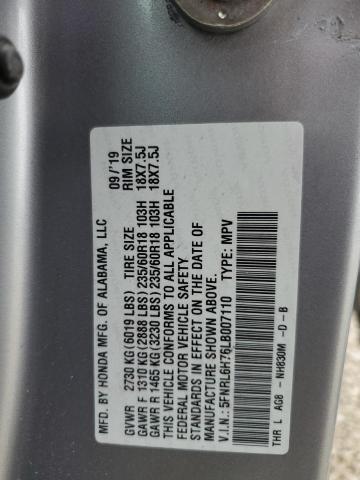 MFD. BY HONDA MFG. OF ALABAMA, LLC 09/'19
GVWR 2730 KG(6019 LBS) TIRE SIZE RIM SIZE
GAWR F 1310 KG(2888 LBS)235/60R18 103H 18X7.5J
GAWR R 1465 KG(3230 LBS)235/60R18 103H 18X7.5J
THIS VEHICLE CONFORMS TO ALL APPLICABLE
FEDERAL MOTOR VEHICLE SAFETY
STANDARDS IN EFFECT ON THE DATE OF
MANUFACTURE SHOWN ABOVE.
V.I.N.: 5FNRL6H76LB007110 TYPE: MPV
THR L AG8 - NH830M -D -B